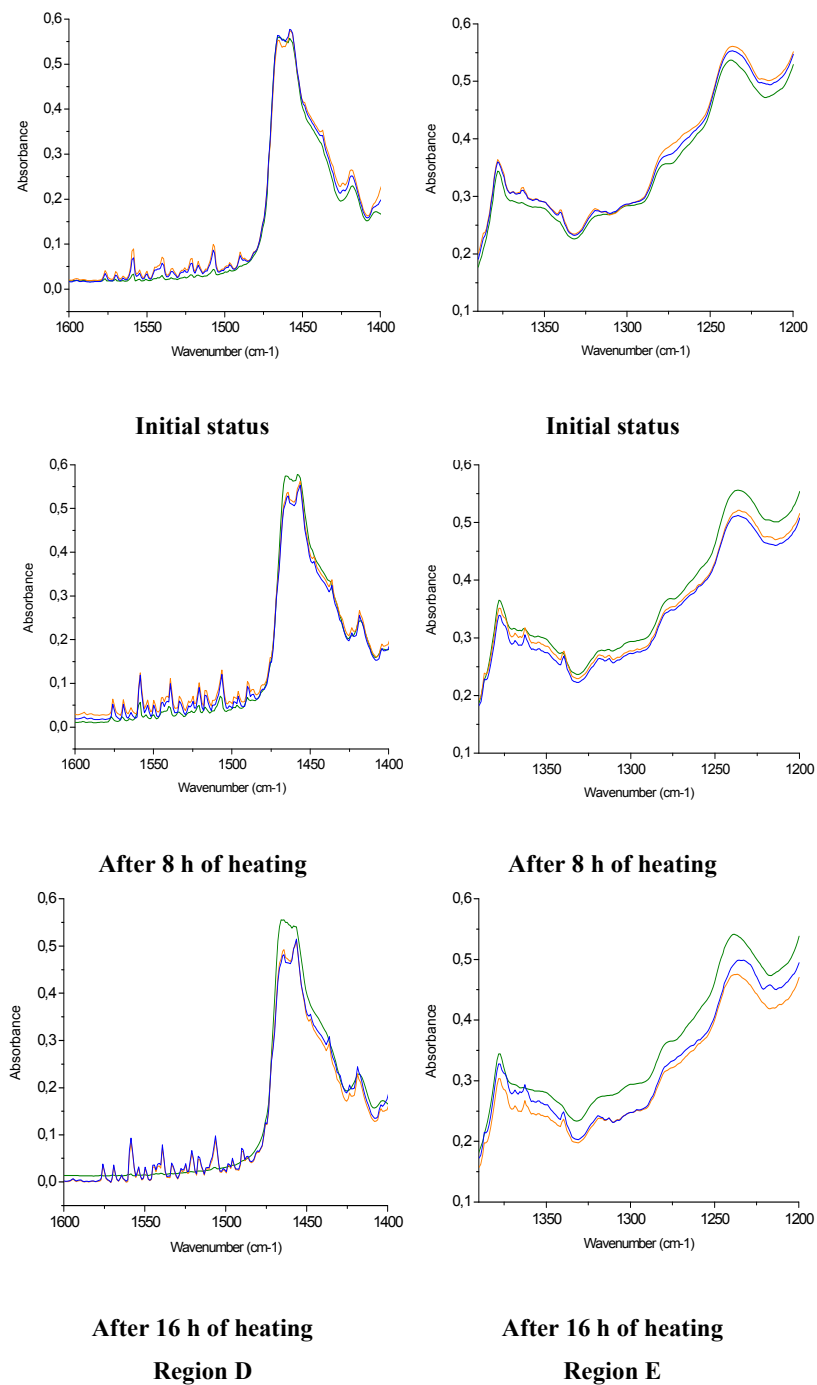 0,6
0,5
0,4
0,3
0,2
0,1
0,0
Absorbance
1600 1550 1500 1450 1400
Wavenumber (cm-1)
0,6
0,5
0,4
0,3
0,2
0,1
Absorbance
1350 1300 1250 1200
Wavenumber (cm-1)
Initial status
Initial status
0,6
0,5
0,4
0,3
0,2
0,1
0,0
Absorbance
1600 1550 1500 1450 1400
Wavenumber (cm-1)
0,6
0,5
0,4
0,3
0,2
0,1
Absorbance
1350 1300 1250 1200
Wavenumber (cm-1)
After 8 h of heating
After 8 h of heating
0,6
0,5
0,4
0,3
0,2
0,1
0,0
Absorbance
1600 1550 1500 1450 1400
Wavenumber (cm-1)
0,6
0,5
0,4
0,3
0,2
0,1
Absorbance
1350 1300 1250 1200
Wavenumber (cm-1)
After 16 h of heating
After 16 h of heating
Region D
Region E